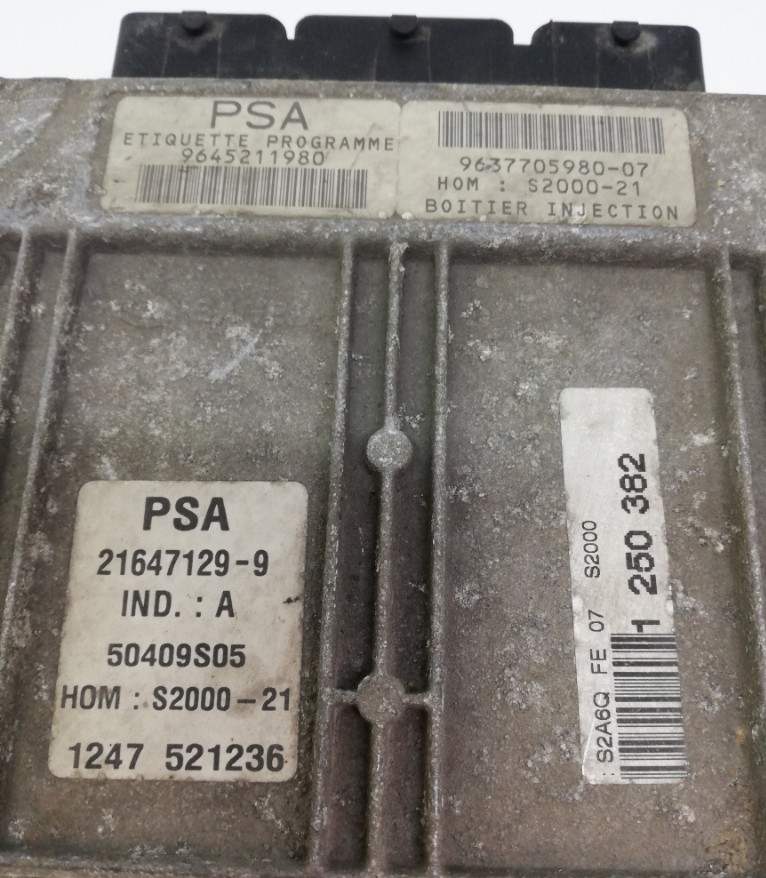 PSA
ETIQUETTE PROGRAMME
9645211980
9637705980-07
HOM : S2000-21
BOITIER INJECTION
PSA
21647129-9
IND. : A
50409S05
HOM : S2000-21
1247 521236
: S2A6Q FE 07 S2000
1 250 382